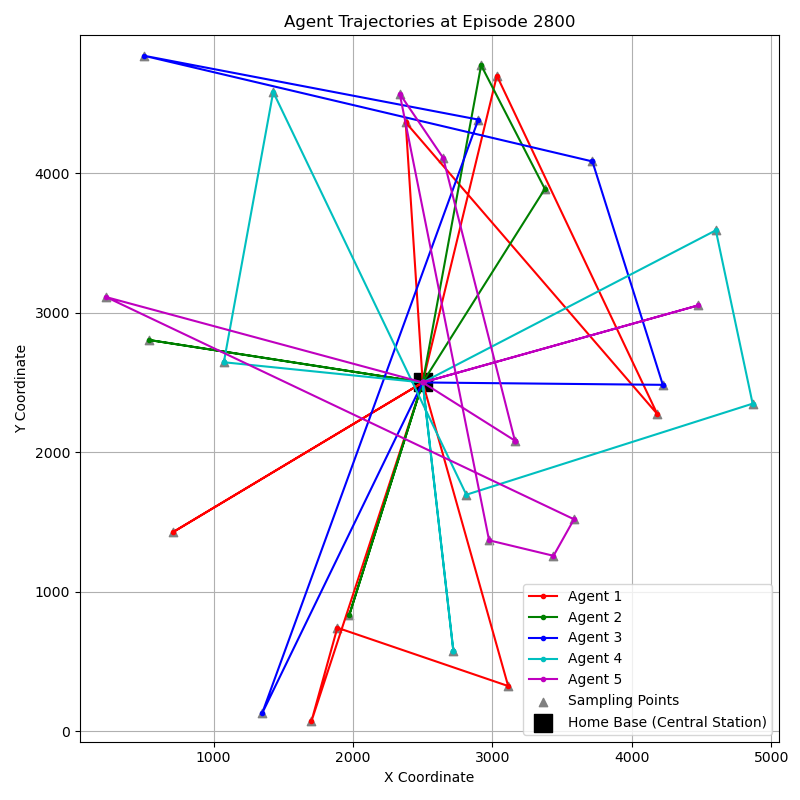 Agent Trajectories at Episode 2800
Y Coordinate
4000
3000
2000
1000
0
1000
2000
3000
4000
5000
X Coordinate
Agent 1
Agent 2
Agent 3
Agent 4
Agent 5
Sampling Points
Home Base (Central Station)